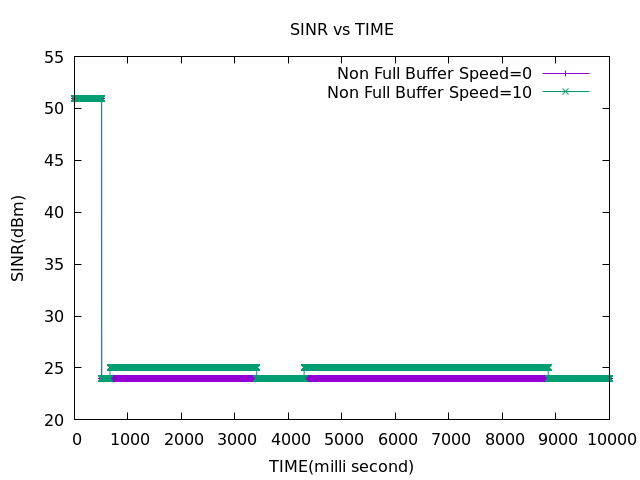 SINR vs TIME
Non Full Buffer Speed=0
Non Full Buffer Speed=10
55
50
45
40
35
30
25
20
SINR(dBm)
0 1000 2000 3000 4000 5000 6000 7000 8000 9000 10000
TIME(milli second)